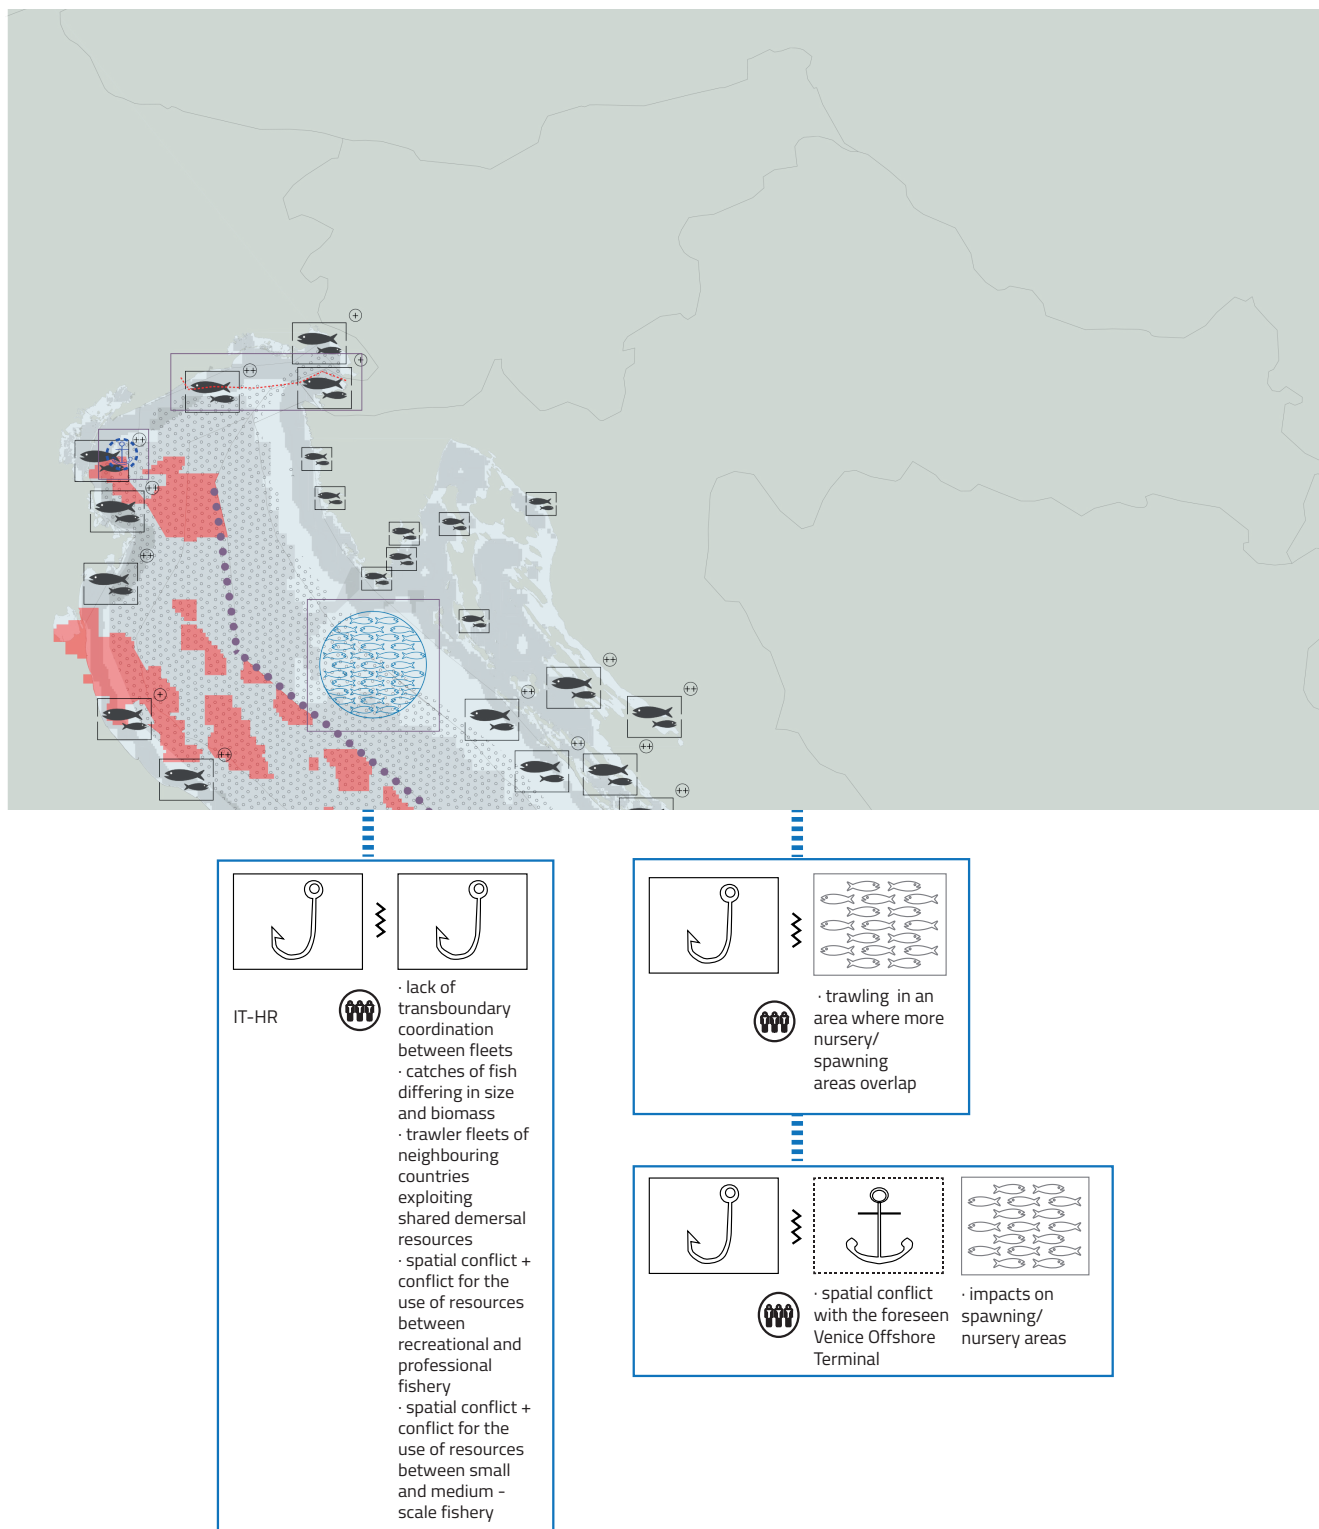 +
+
++
++
++
++
+
++
++
++
++
++
++
++
IT-HR
· lack of
transboundary
coordination
between fleets
· catches of fish
differing in size
and biomass
· trawler fleets of
neighbouring
countries
exploiting
shared demersal
resources
· spatial conflict +
conflict for the
use of resources
between
recreational and
professional
fishery
· spatial conflict +
conflict for the
use of resources
between small
and medium -
scale fishery
· trawling in an
area where more
nursery/
spawning
areas overlap
· spatial conflict
with the foreseen
Venice Offshore
Terminal
· impacts on
spawning/
nursery areas